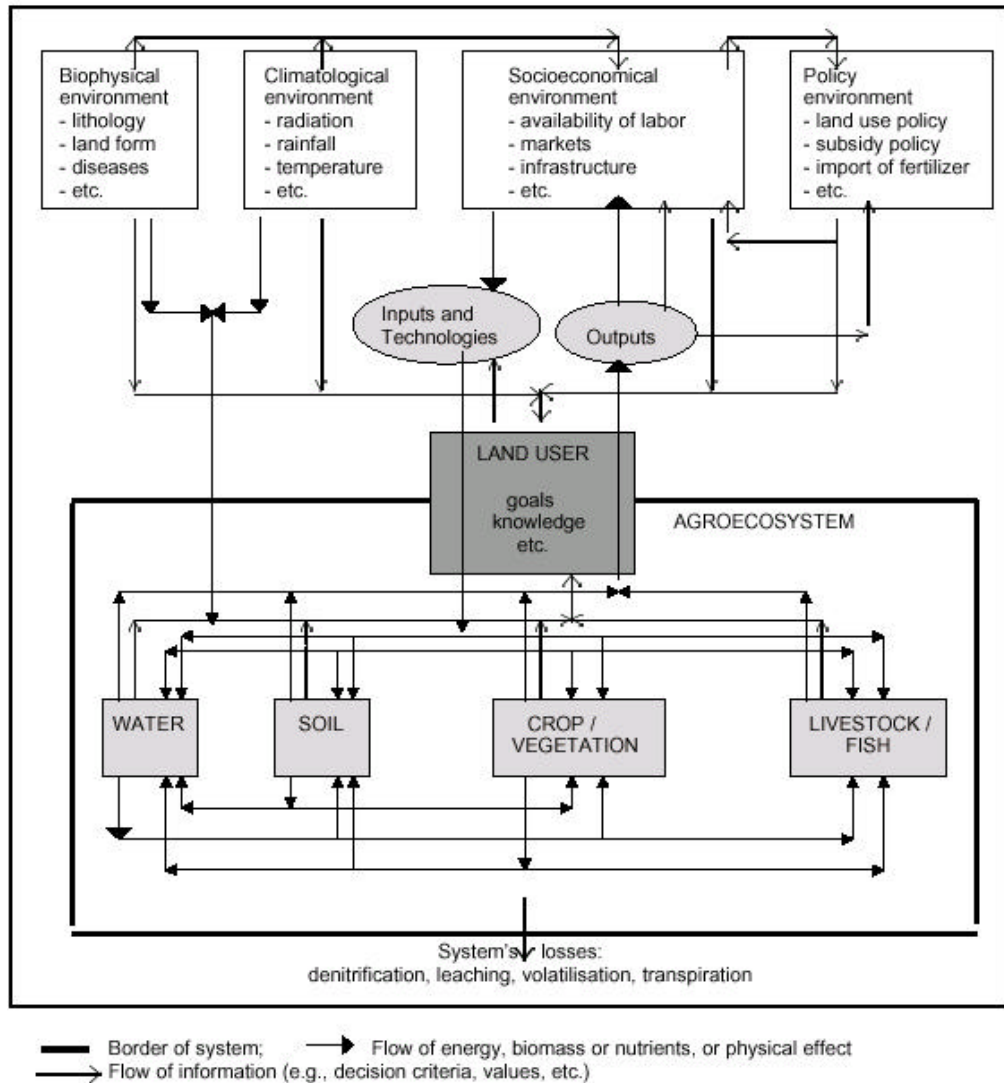 Biophysical
environment
- lithology
- land form
- diseases
- etc.
Climatological
environment
- radiation
- rainfall
- temperature
- etc.
Socioeconomical
environment
- availability of labor
- markets
- infrastructure
- etc.
Policy
environment
- land use policy
- subsidy policy
- import of fertilizer
- etc.
Inputs and
Technologies
Outputs
LAND USER
goals
knowledge
etc.
AGROECOSYSTEM
WATER
SOIL
CROP /
VEGETATION
LIVESTOCK /
FISH
System's losses:
denitrification, leaching, volatilisation, transpiration
Border of system; Flow of energy, biomass or nutrients, or physical effect
Flow of information (e.g., decision criteria, values, etc.)